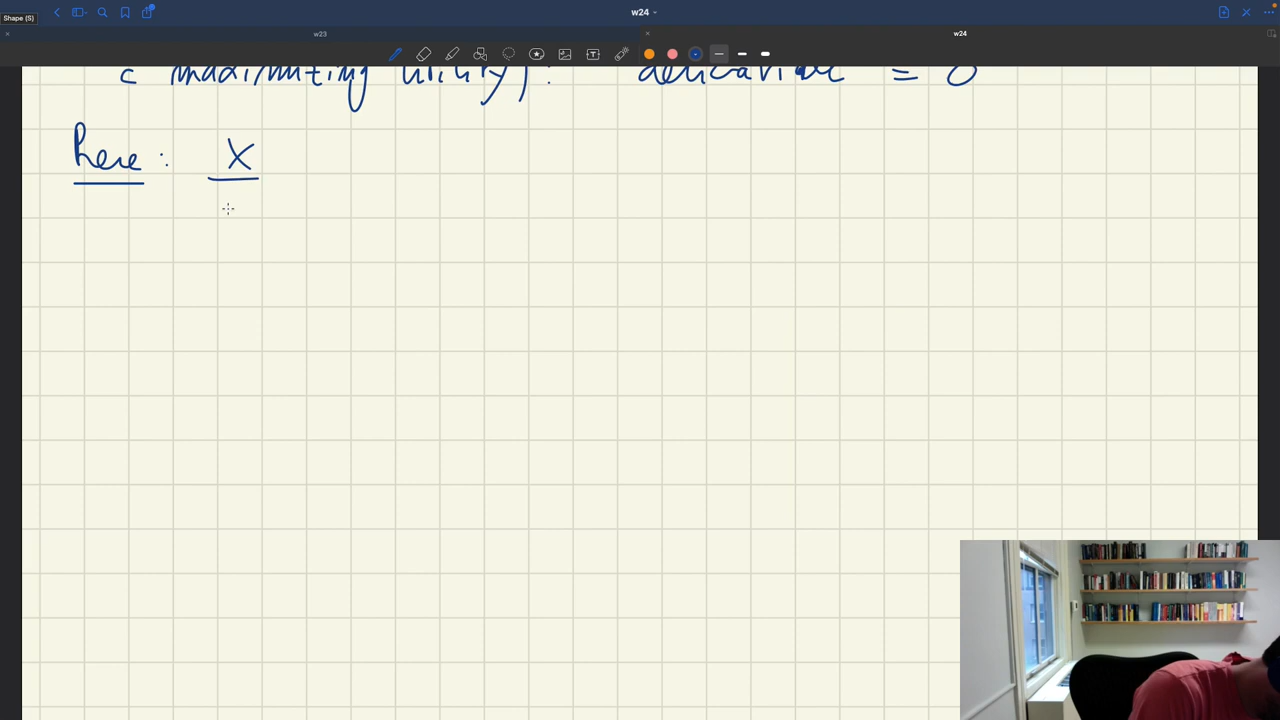 w24
Shape (S)
w23
w24
c maximizing utility): derivative = 0
here : X